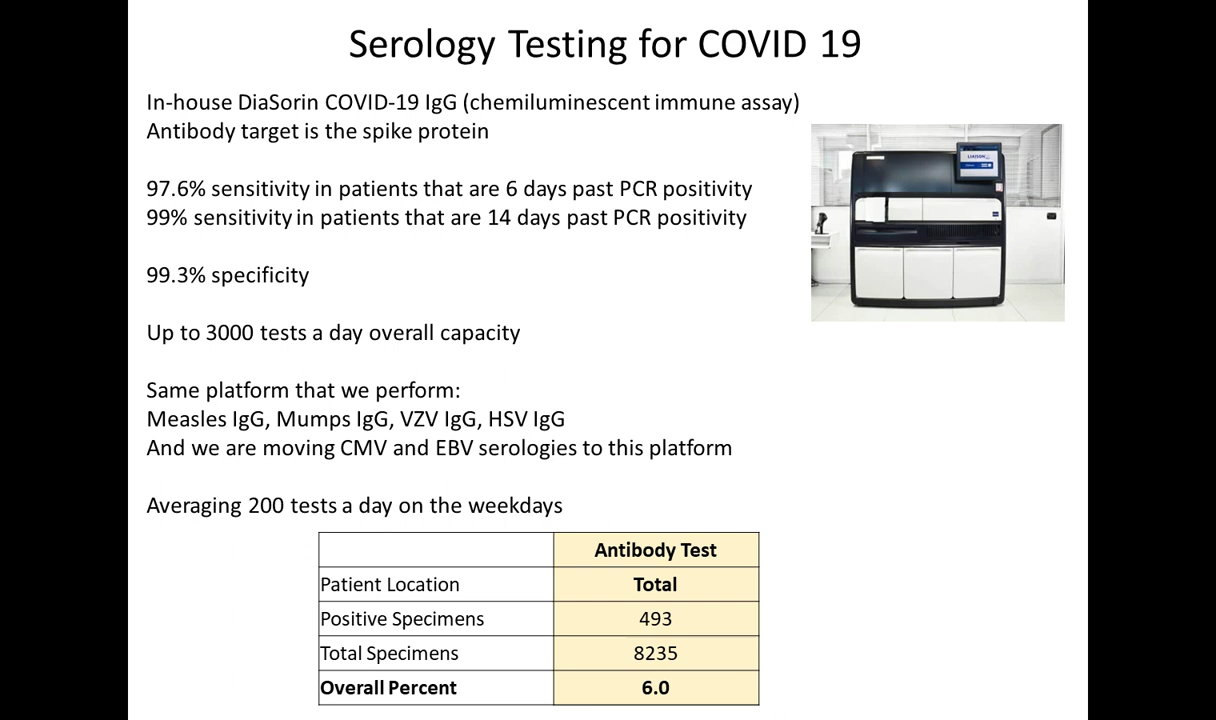 Serology Testing for COVID 19
In-house DiaSorin COVID-19 IgG (chemiluminescent immune assay)
Antibody target is the spike protein
97.6% sensitivity in patients that are 6 days past PCR positivity
99% sensitivity in patients that are 14 days past PCR positivity
99.3% specificity
Up to 3000 tests a day overall capacity
Same platform that we perform:
Measles IgG, Mumps IgG, VZV IgG, HSV IgG
And we are moving CMV and EBV serologies to this platform
Averaging 200 tests a day on the weekdays
LIAISON
Antibody Test
Patient Location Total
Positive Specimens 493
Total Specimens 8235
Overall Percent 6.0